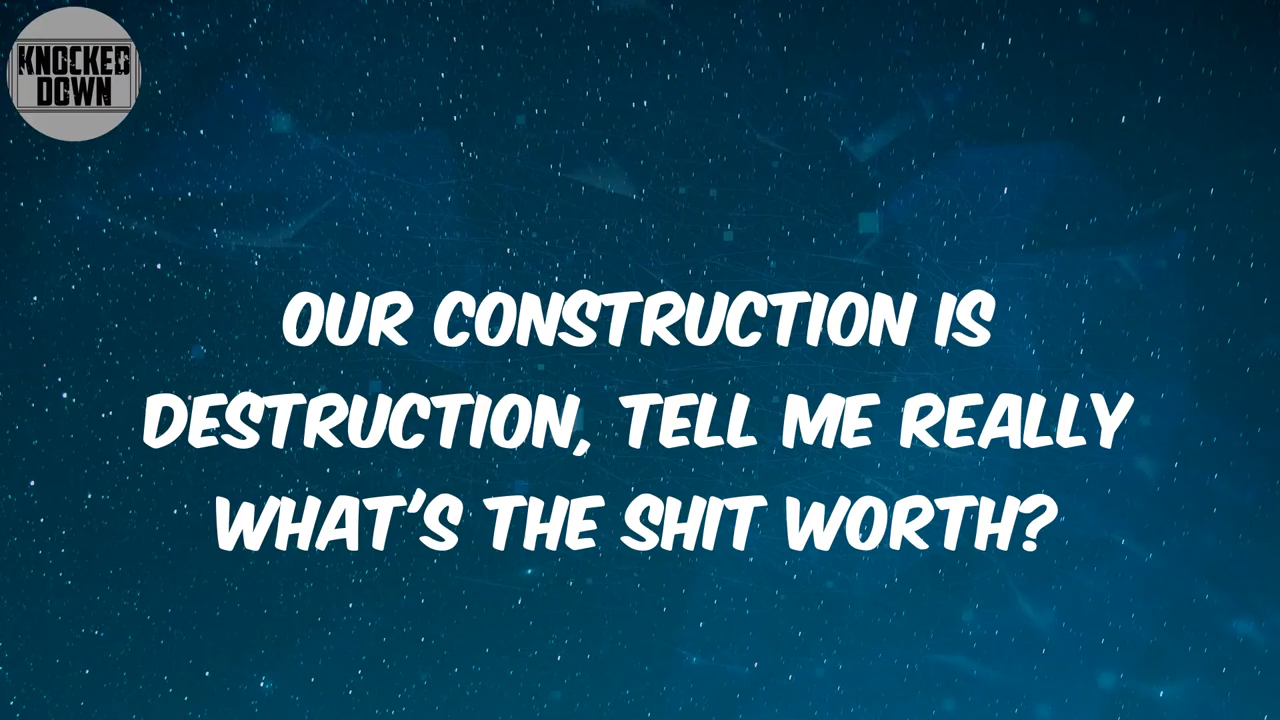 KNOCKED
DOWN
OUR CONSTRUCTION IS
DESTRUCTION, TELL ME REALLY
WHAT'S THE SHIT WORTH?